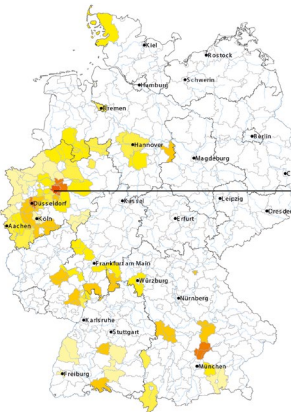 Kiel
Rostock
Hamburg
Schwerin
Bremen
Berlin
Hannover
Magdeburg
Düsseldorf
Kassel
Leipzig
Dresden
Köln
Erfurt
Aachen
Frankfurt am Main
Würzburg
Nürnberg
Karlsruhe
Stuttgart
Freiburg
München